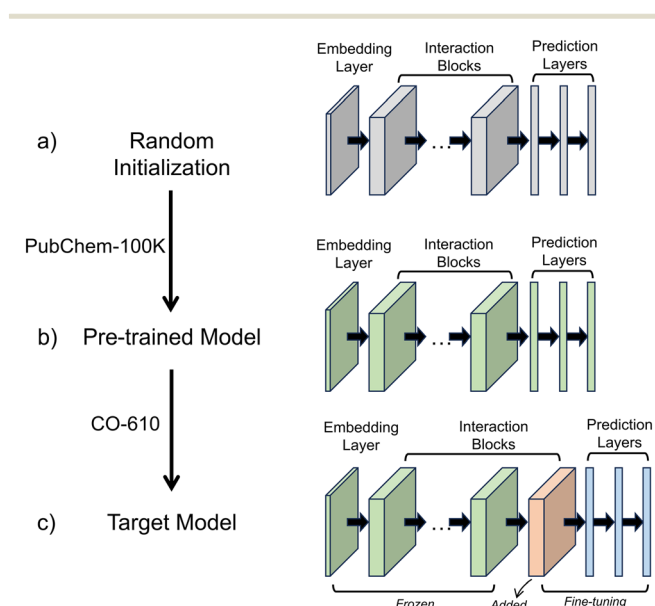 Embedding
Layer
Interaction
Blocks
Prediction
Layers
a)
Random
Initialization
...
PubChem-100K
Embedding
Layer
Interaction
Blocks
Prediction
Layers
b)
Pre-trained Model
...
CO-610
Embedding
Layer
Interaction
Blocks
Prediction
Layers
c)
Target Model
...
Frozen
Added
Fine-tuning